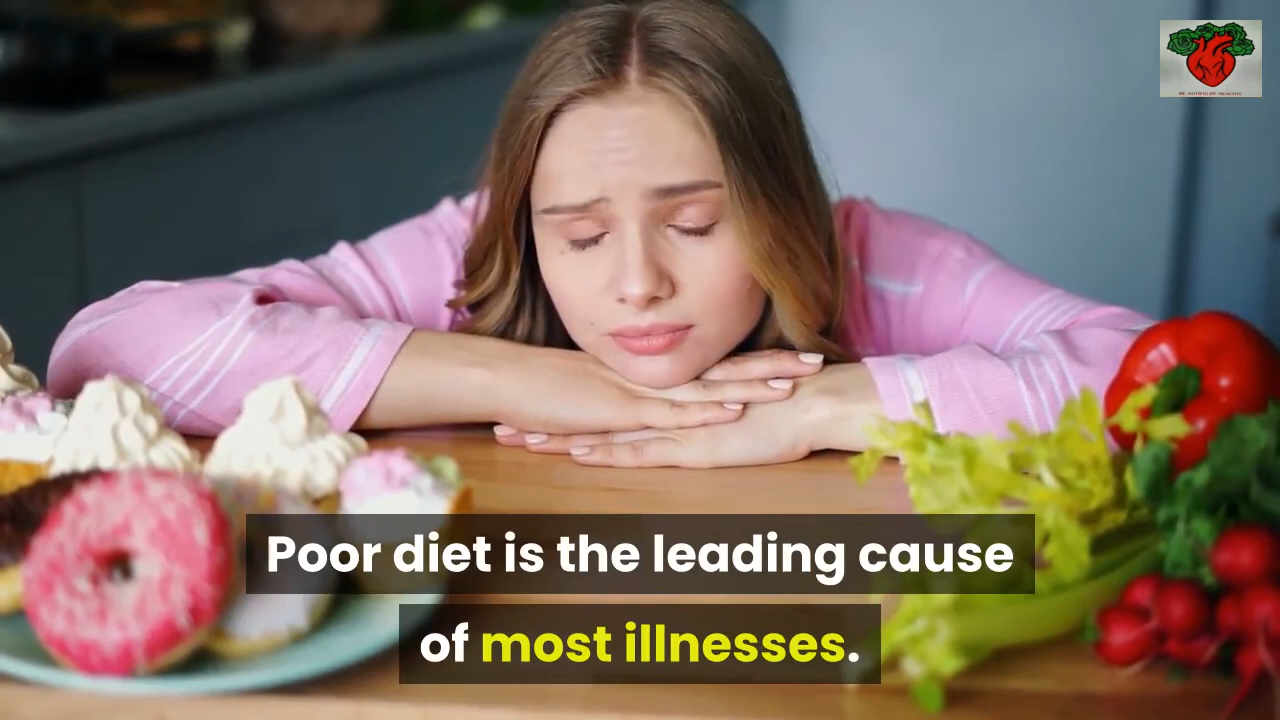 Poor diet is the leading cause
of most illnesses.